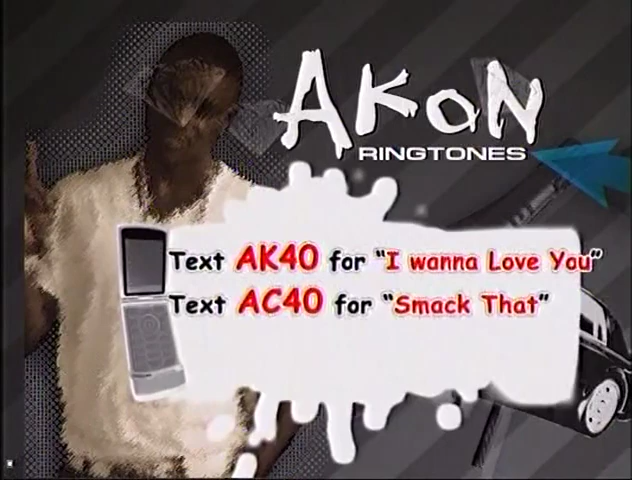 AKoN
RINGTONES
Text AK40 for "I wanna Love You"
Text AC40 for "Smack That"